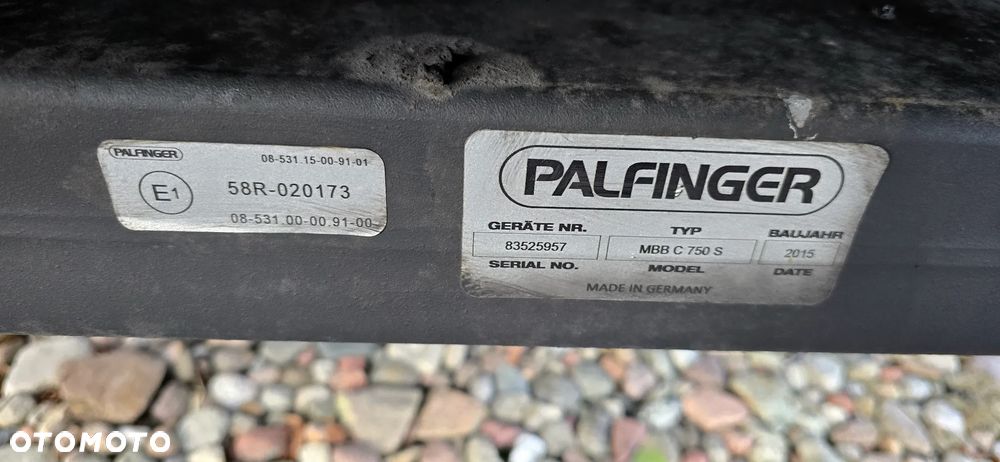 PALFINGER
08-531.15-00-91-01
E1
58R-020173
08-531.00-00.91-00
PALFINGER
GERÄTE NR. TYP BAUJAHR
83525957 MBB C 750 S 2015
SERIAL NO. MODEL DATE
MADE IN GERMANY
OTOMOTO